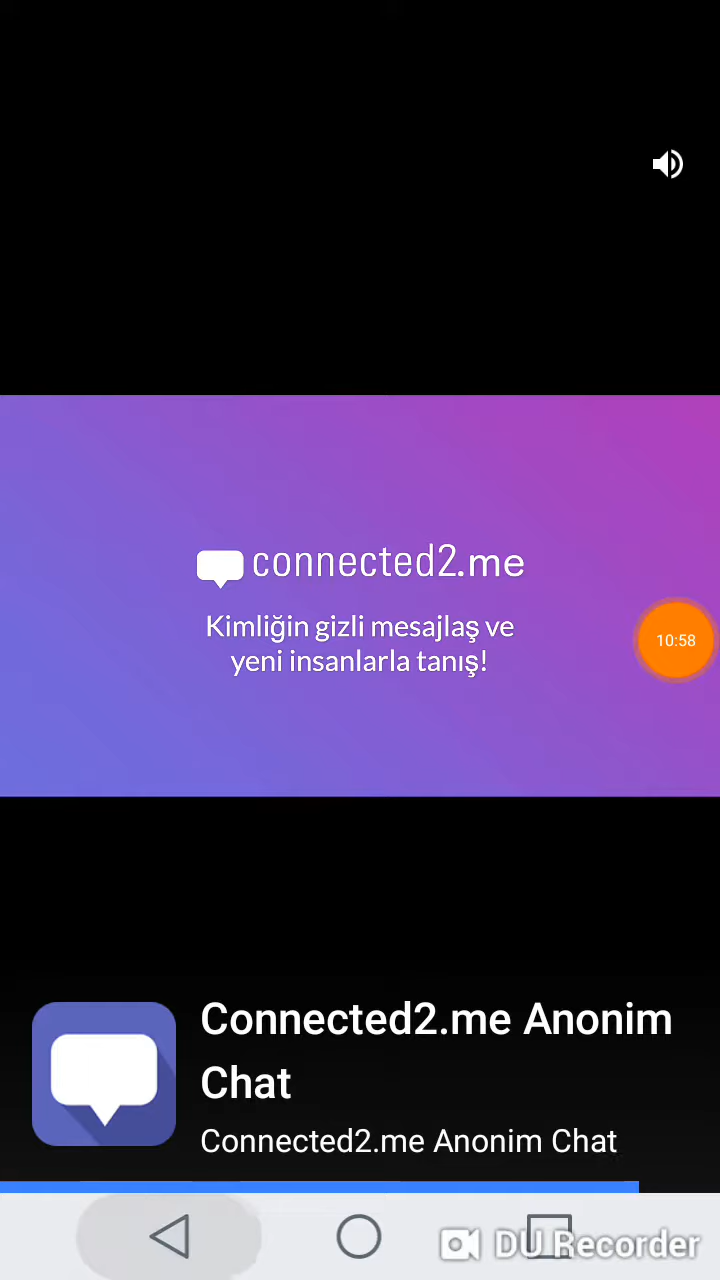 connected2.me
Kimliğin gizli mesajlaş ve
yeni insanlarla tanış!
10:58
Connected2.me Anonim
Chat
Connected2.me Anonim Chat
DU Recorder